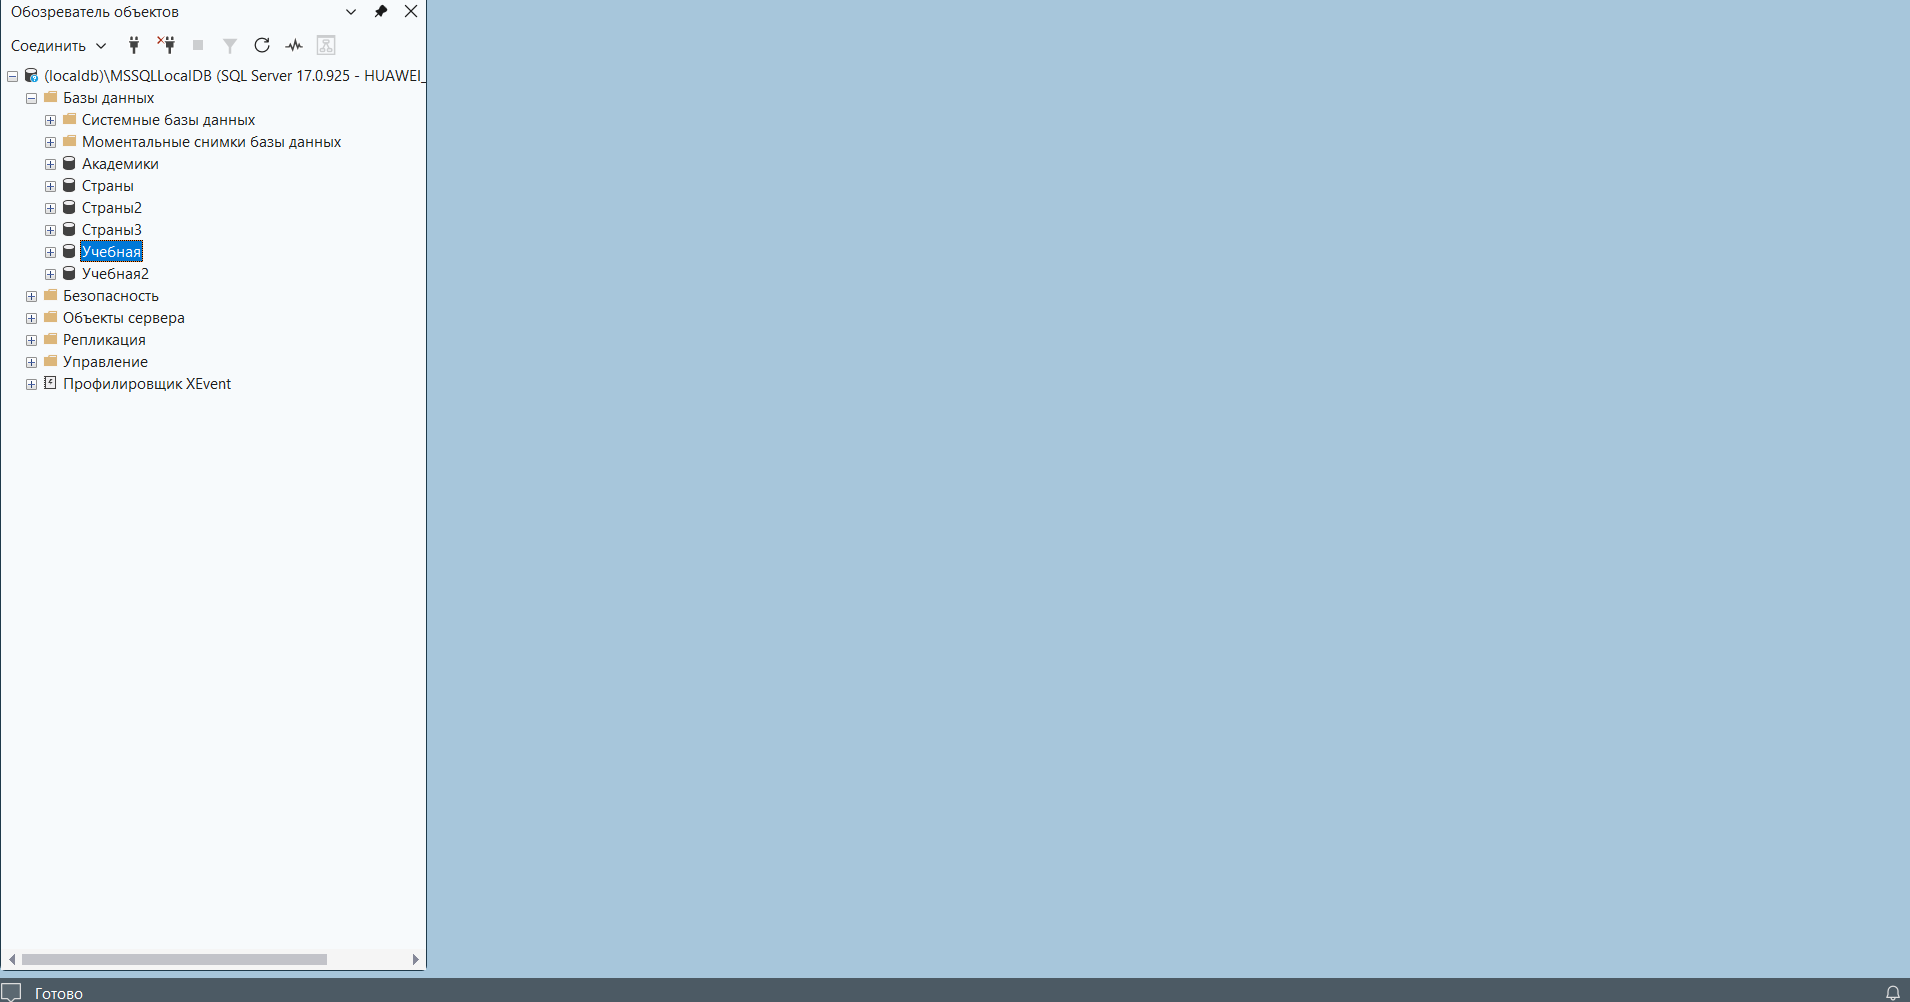 Обозреватель объектов
Соединить
(localdb)\MSSQLLocalDB (SQL Server 17.0.925 - HUAWEI_
Базы данных
Системные базы данных
Моментальные снимки базы данных
Академики
Страны
Страны2
Страны3
Учебная
Учебная2
Безопасность
Объекты сервера
Репликация
Управление
Профилировщик XEvent
Готово